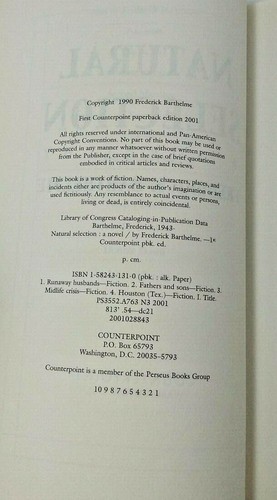 Copyright 1990 Frederick Barthelme
First Counterpoint paperback edition 2001
All rights reserved under international and Pan-American
Copyright Conventions. No part of this book may be used or
reproduced in any manner whatsoever without written permission
from the Publisher, except in the case of brief quotations
embodied in critical articles and reviews.
This book is a work of fiction. Names, characters, places, and
incidents either are products of the author's imagination or are
used fictitiously. Any resemblance to actual events or persons,
living or dead, is entirely coincidental.
Library of Congress Cataloging-in-Publication Data
Barthelme, Frederick, 1943-
Natural selection : a novel / by Frederick Barthelme. —1st
Counterpoint pbk. ed.
p. cm.
ISBN 1-58243-131-0 (pbk. : alk. Paper)
1. Runaway husbands—Fiction. 2. Fathers and sons—Fiction. 3.
Midlife crisis—Fiction. 4. Houston (Tex.)—Fiction. I. Title.
PS3552.A763 N3 2001
813' .54—dc21
2001028843
COUNTERPOINT
P.O. Box 65793
Washington, D.C. 20035-5793
Counterpoint is a member of the Perseus Books Group
10 9 8 7 6 5 4 3 2 1